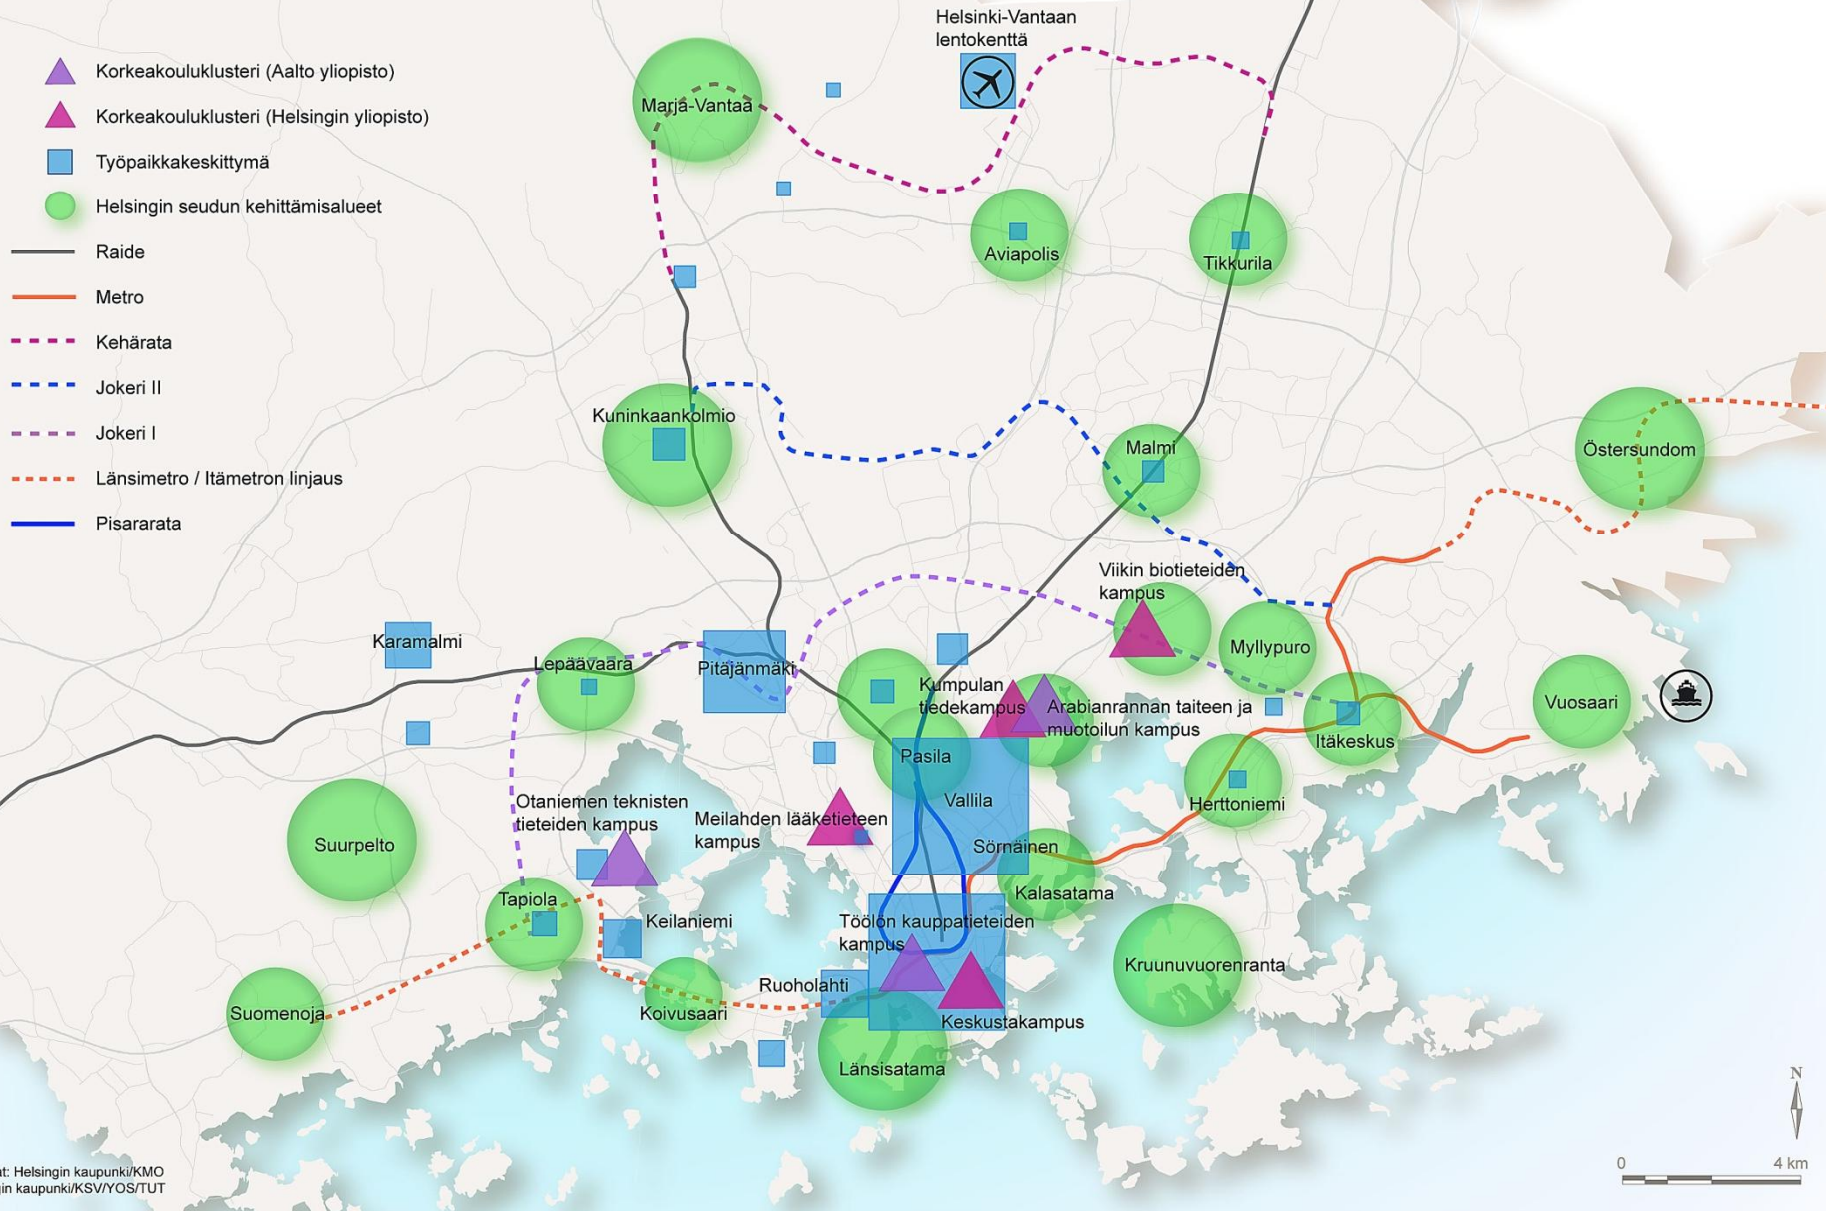 Helsinki-Vantaan
lentokenttä
Korkeakouluklusteri (Aalto yliopisto)
Korkeakouluklusteri (Helsingin yliopisto)
Työpaikkakeskittymä
Helsingin seudun kehittämisalueet
Raide
Metro
Kehärata
Jokeri II
Jokeri I
Länsimetro / Itämetron linjaus
Pisararata
Marja-Vantaa
Aviapolis
Tikkurila
Kuninkaankolmio
Malmi
Östersundom
Viikin biotieteiden
kampus
Myllypuro
Karamalmi
Lepäävaara
Pitäjänmäki
Kumpulan
tiedekampus
Arabianrannan taiteen ja
muotoilun kampus
Vuosaari
Itäkeskus
Pasila
Vallila
Herttoniemi
Otaniemen teknisten
tieteiden kampus
Meilahden lääketieteen
kampus
Suurpelto
Sörnäinen
Kalasatama
Tapiola
Keilaniemi
Töölön kauppatieteiden
kampus
Kruunuvuorenranta
Ruoholahti
Suomenoja
Koivusaari
Keskustakampus
Länsisatama
N
0 4 km
at: Helsingin kaupunki/KMO
gin kaupunki/KSV/YOS/TUT